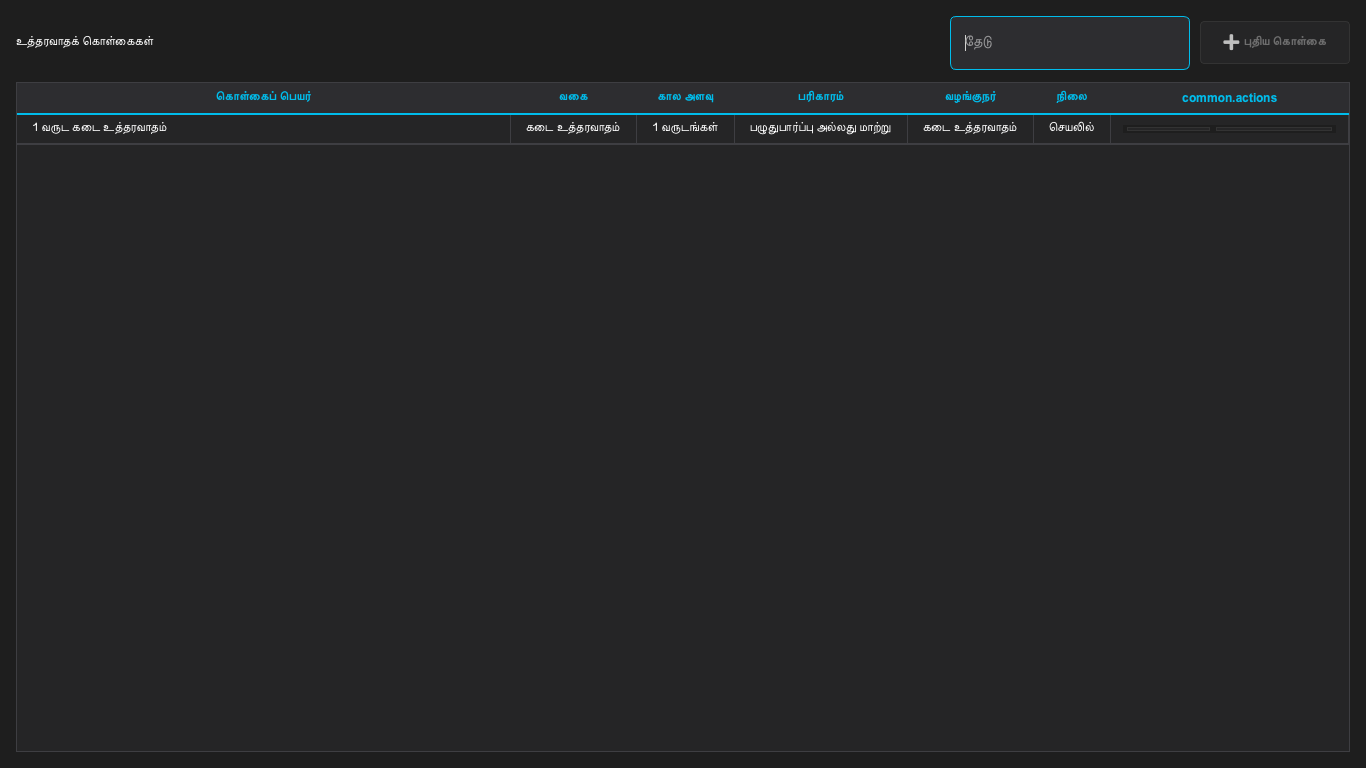 உத்தரவாதக் கொள்கைகள்
தேடு
புதிய கொள்கை
கொள்கைப் பெயர் வகை கால அளவு பரிகாரம் வழங்குநர் நிலை common.actions
1 வருட கடை உத்தரவாதம் கடை உத்தரவாதம் 1 வருடங்கள் பழுதுபார்ப்பு அல்லது மாற்று கடை உத்தரவாதம் செயலில்